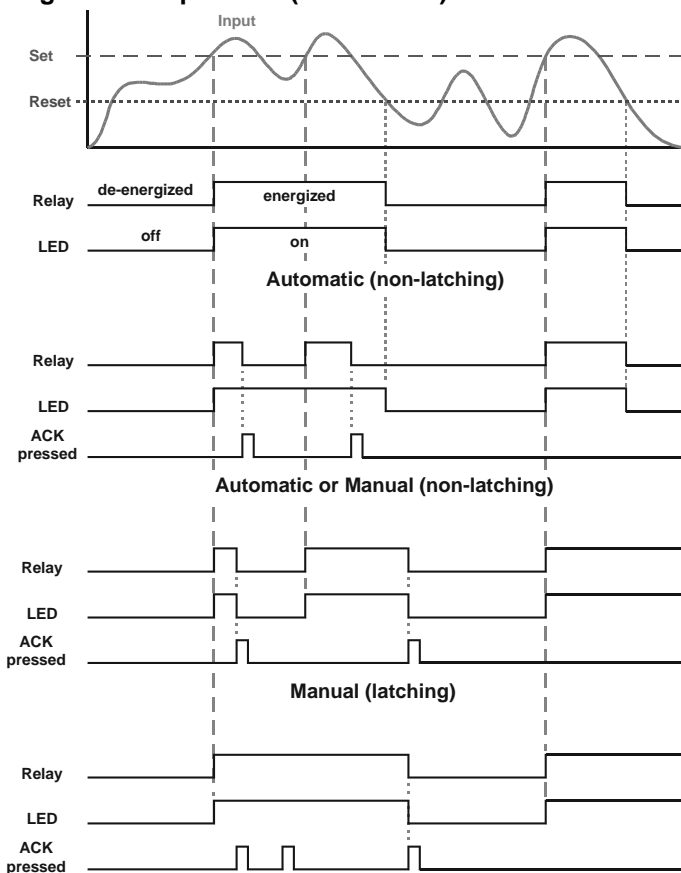 Input
Set
Reset
Relay de-energized energized
LED off on
Automatic (non-latching)
Relay
LED
ACK
pressed
Automatic or Manual (non-latching)
Relay
LED
ACK
pressed
Manual (latching)
Relay
LED
ACK
pressed